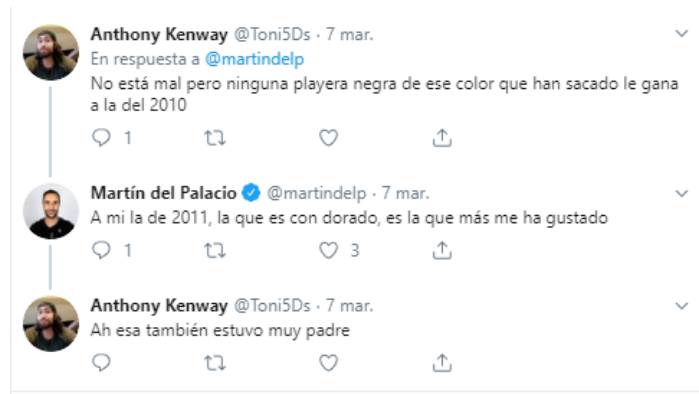 Anthony Kenway @Toni5Ds · 7 mar.
En respuesta a @martindelp
No está mal pero ninguna playera negra de ese color que han sacado le gana
a la del 2010
1
Martín del Palacio @martindelp · 7 mar.
A mi la de 2011, la que es con dorado, es la que más me ha gustado
1 3
Anthony Kenway @Toni5Ds · 7 mar.
Ah esa también estuvo muy padre